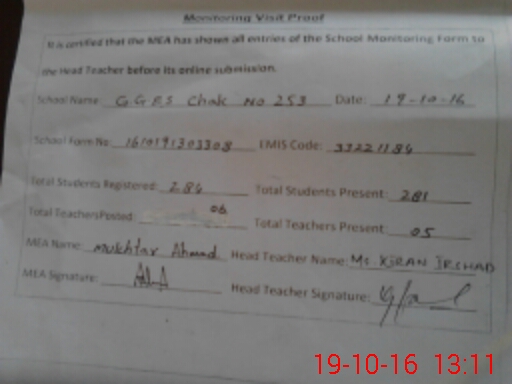 Monitoring Visit Proof
It is certified that the MEA has shown all entries of the School Monitoring Form to
the Head Teacher before its online submission.
School Name: GGES Chak No 253 Date: 19-10-16
School Form No: 1610191303308 EMIS Code: 33221184
Total Students Registered: 284 Total Students Present: 281
Total TeachersPosted: 06 Total Teachers Present: 05
MEA Name: Mukhtar Ahmad Head Teacher Name: Ms. KIRAN IRSHAD
MEA Signature: Head Teacher Signature:
19-10-16 13:11